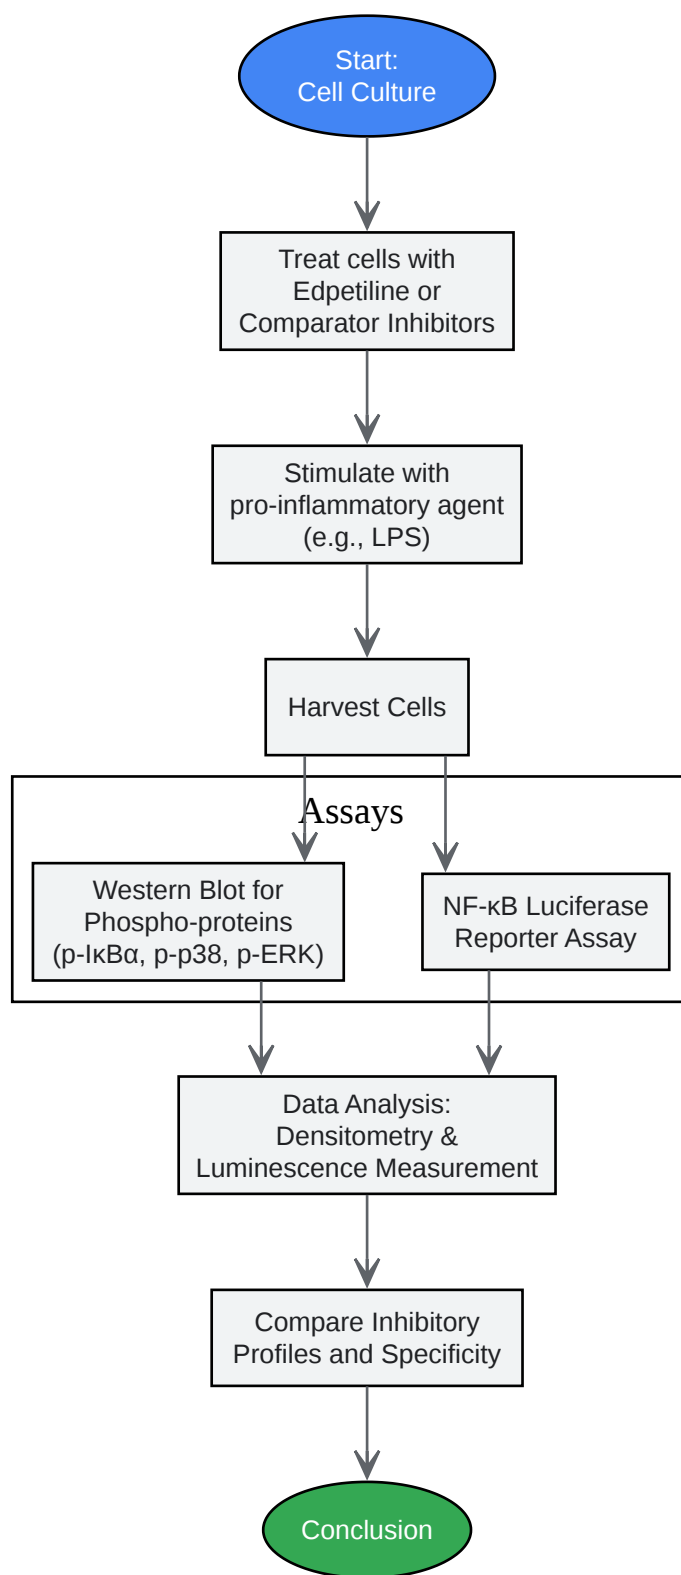 Start:
Cell Culture
Treat cells with
Edpetiline or
Comparator Inhibitors
Stimulate with
pro-inflammatory agent
(e.g., LPS)
Harvest Cells
Assays
Western Blot for
Phospho-proteins
(p-IκBα, p-p38, p-ERK)
NF-κB Luciferase
Reporter Assay
Data Analysis:
Densitometry &
Luminescence Measurement
Compare Inhibitory
Profiles and Specificity
Conclusion